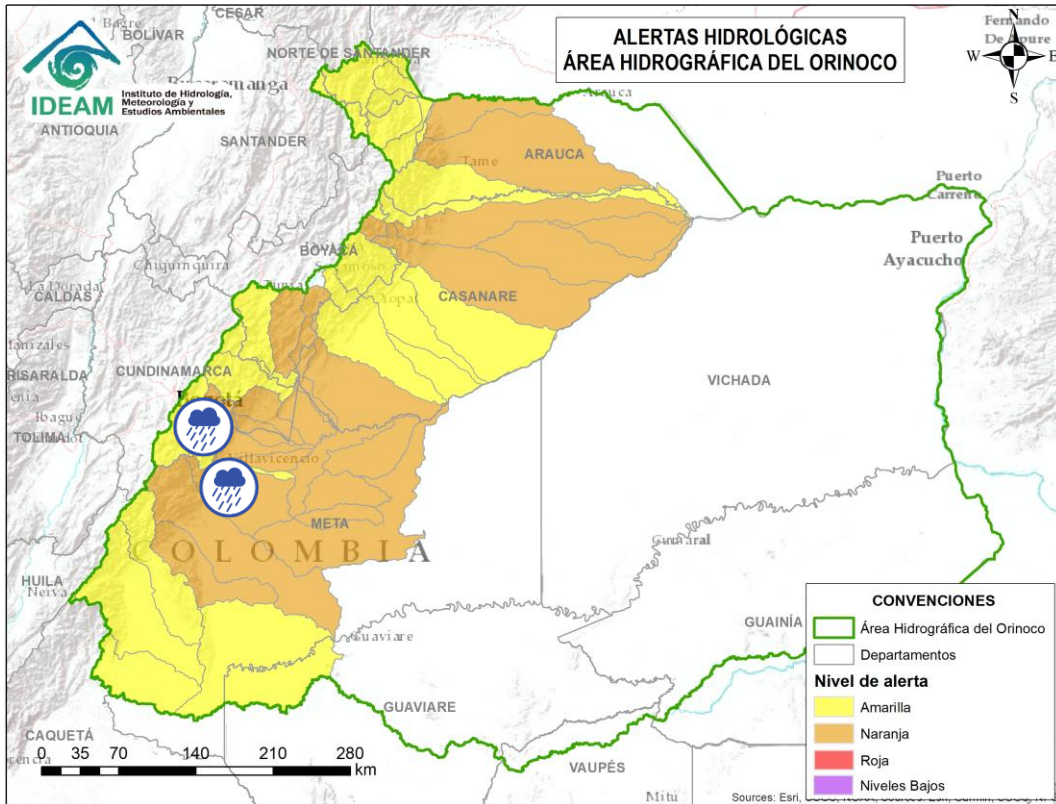 ALERTAS HIDROLÓGICAS
ÁREA HIDROGRÁFICA DEL ORINOCO
IDEAM
Instituto de Hidrología,
Meteorología y
Estudios Ambientales
N
W
E
S
CESAR
BOLÍVAR
NORTE DE SANTANDER
ANTIOQUIA
SANTANDER
Arauca
ARAUCA
Tame
Puerto
Carreño
Puerto
Ayacucho
BOYACÁ
Chiquinquirá
La Dorada
CALDAS
CASANARE
Yopal
CUNDINAMARCA
RISARALDA
VICHADA
Ibagué
TOLIMA
Villavicencio
META
COLOMBIA
HUILA
Neiva
Guaviare
GUAINÍA
GUAVIARE
CAQUETÁ
VAUPÉS
Mitú
0 35 70 140 210 280
km
CONVENCIONES
Área Hidrográfica del Orinoco
Departamentos
Nivel de alerta
Amarilla
Naranja
Roja
Niveles Bajos
Sources: Esri,